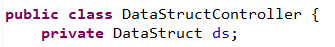 public class DataStructController {
    private DataStruct ds;